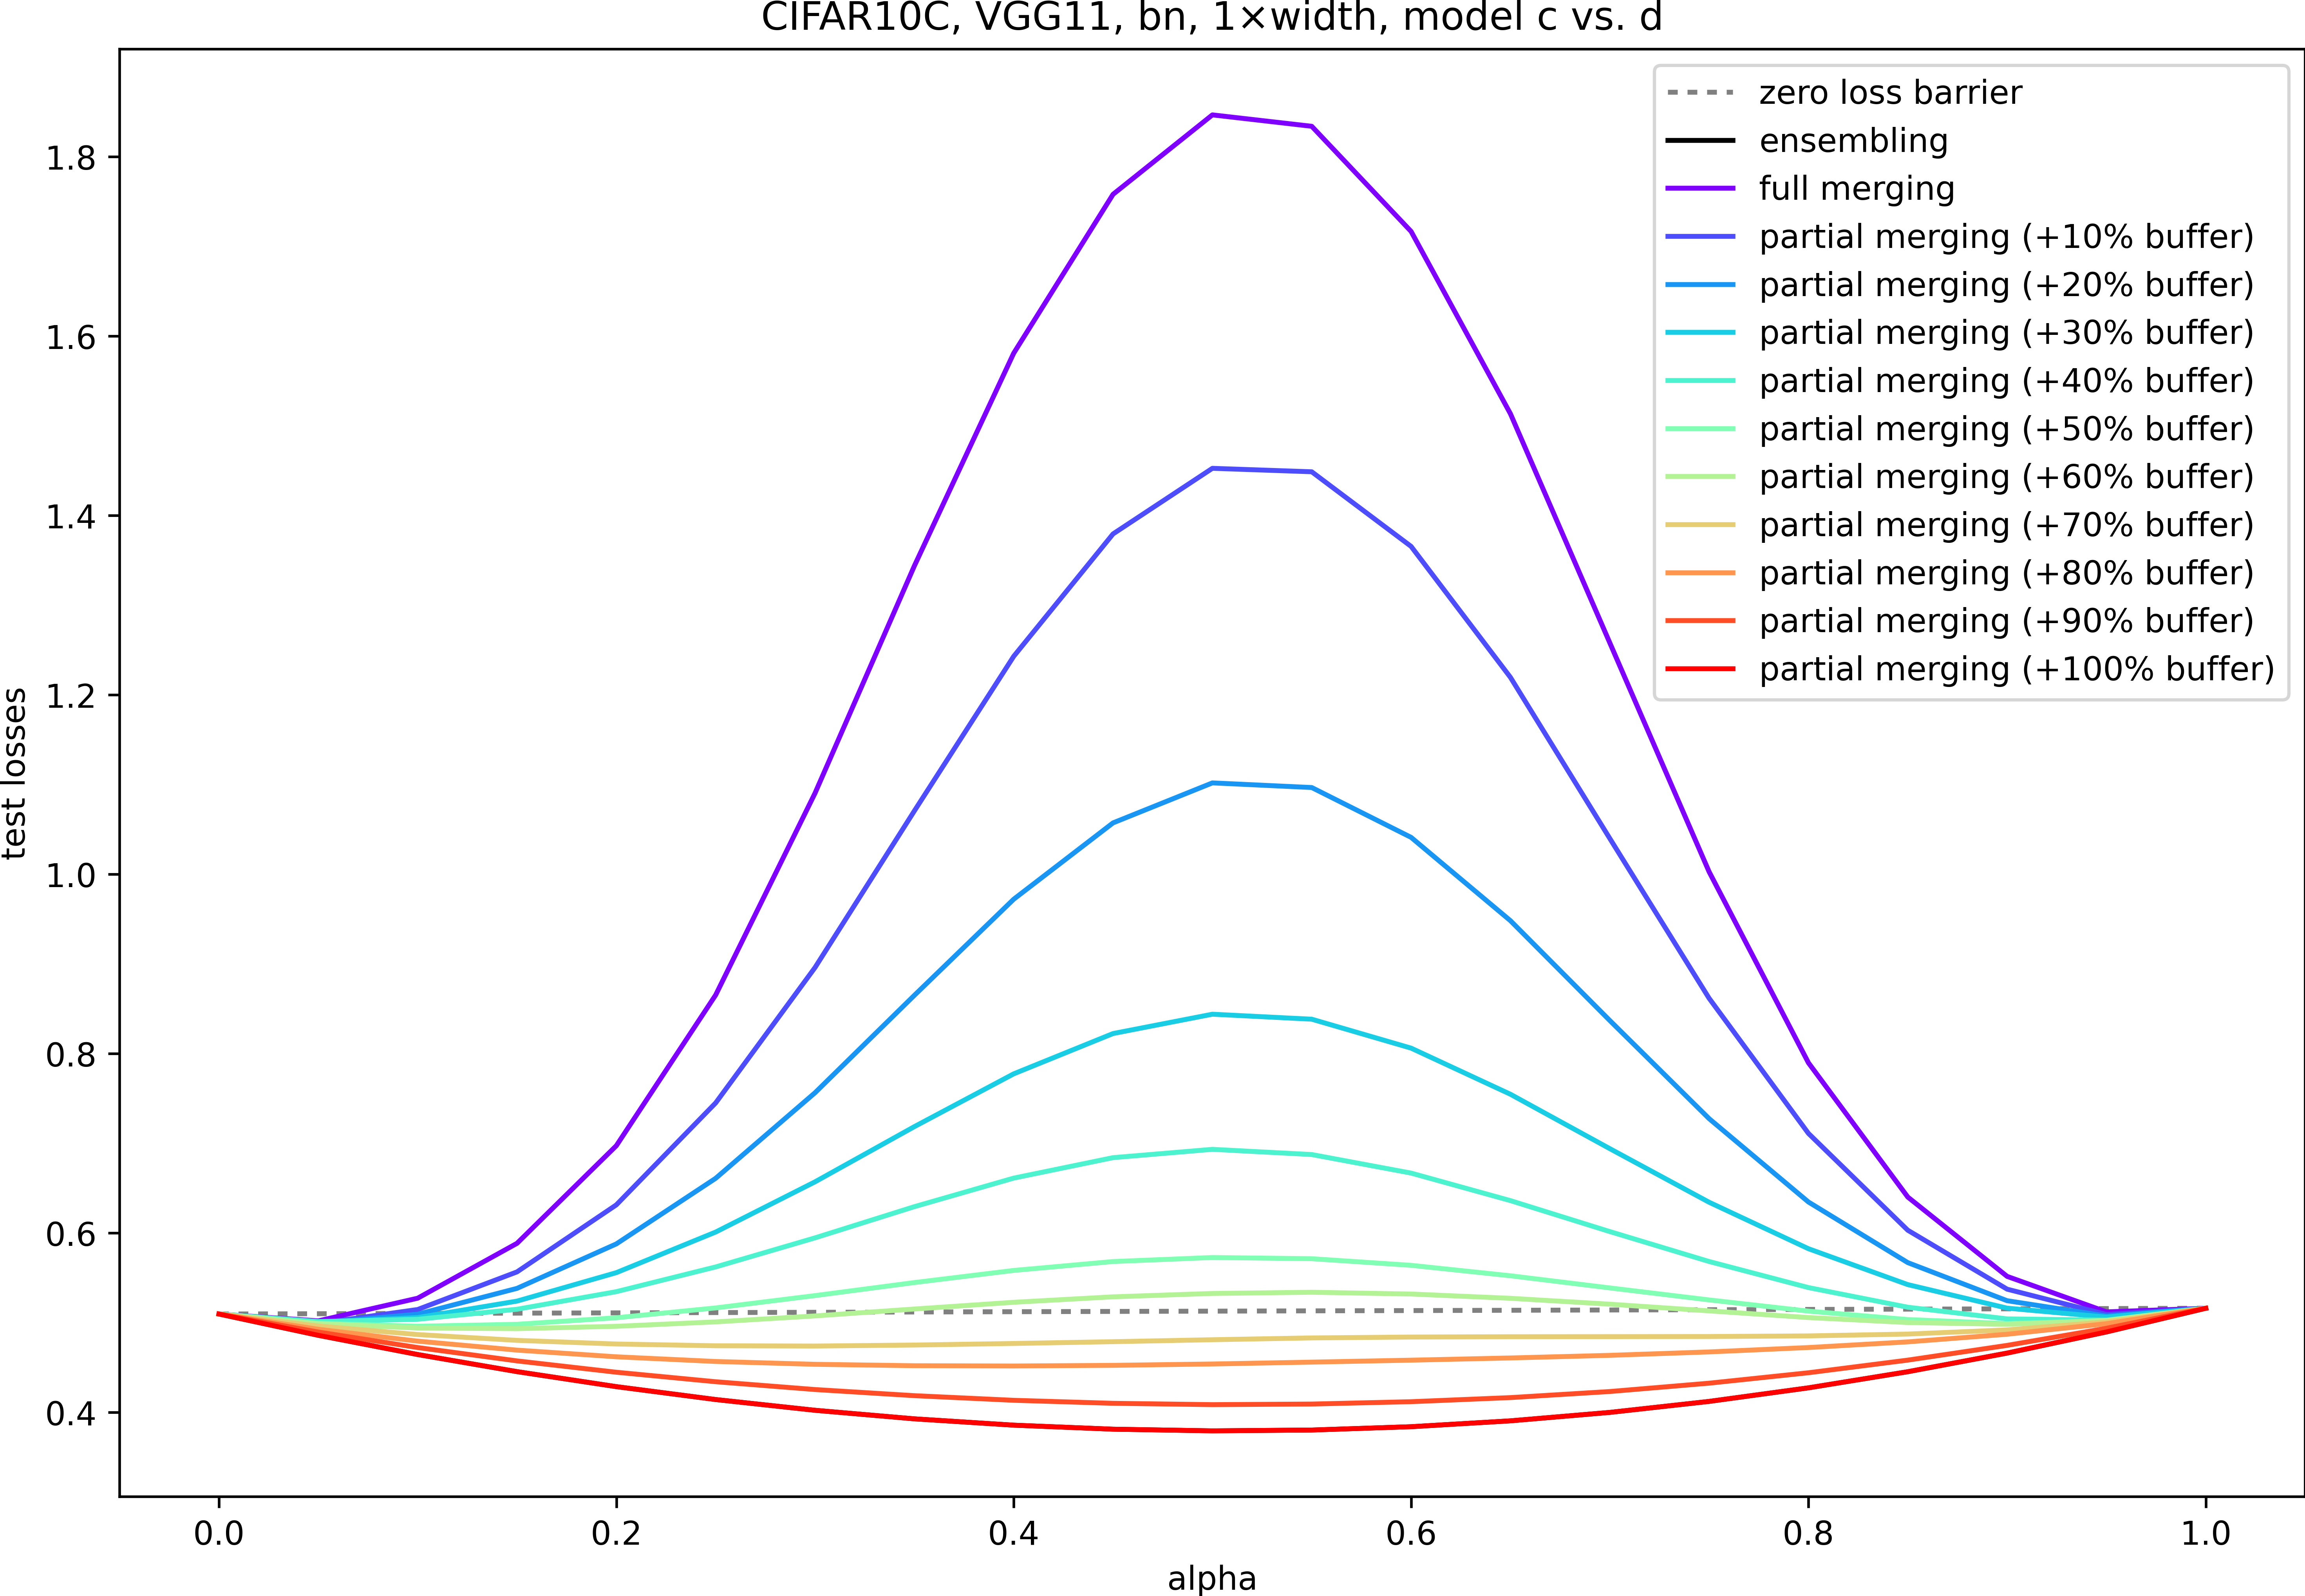 CIFAR10C, VGG11, bn, 1×width, model c vs. d
zero loss barrier
ensembling
full merging
partial merging (+10% buffer)
partial merging (+20% buffer)
partial merging (+30% buffer)
partial merging (+40% buffer)
partial merging (+50% buffer)
partial merging (+60% buffer)
partial merging (+70% buffer)
partial merging (+80% buffer)
partial merging (+90% buffer)
partial merging (+100% buffer)
test losses
1.8
1.6
1.4
1.2
1.0
0.8
0.6
0.4
0.0 0.2 0.4 0.6 0.8 1.0
alpha